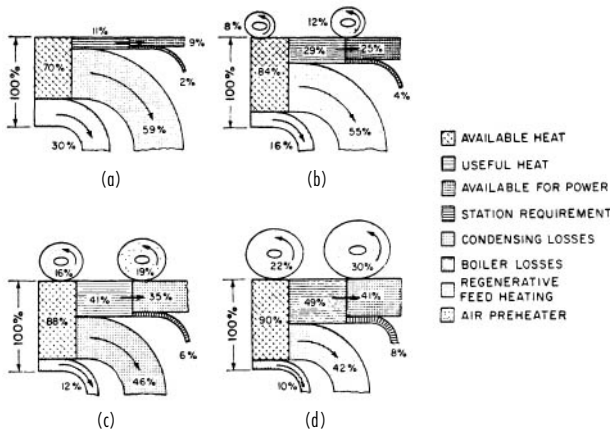 11%
9%
70%
100%
2%
59%
30%
(a)
8%
12%
29%
25%
84%
100%
4%
55%
16%
(b)
16%
19%
41%
35%
88%
100%
6%
46%
12%
(c)
22%
30%
49%
41%
90%
100%
8%
42%
10%
(d)
AVAILABLE HEAT
USEFUL HEAT
AVAILABLE FOR POWER
STATION REQUIREMENT
CONDENSING LOSSES
BOILER LOSSES
REGENERATIVE
FEED HEATING
AIR PREHEATER